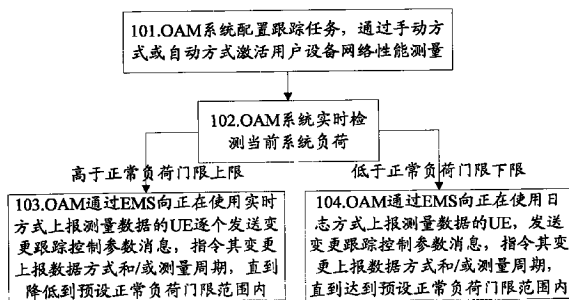 101.OAM系统配置跟踪任务，通过手动方
式或自动方式激活用户设备网络性能测量
102.OAM系统实时检
测当前系统负荷
高于正常负荷门限上限
低于正常负荷门限下限
103.OAM通过EMS向正在使用实时
方式上报测量数据的UE逐个发送变
更跟踪控制参数消息，指令其变更
上报数据方式和/或测量周期，直到
降低到预设正常负荷门限范围内
104.OAM通过EMS向正在使用日
志方式上报测量数据的UE，发送
变更跟踪控制参数消息，指令其变
更上报数据方式和/或测量周期，
直到达到预设正常负荷门限范围内